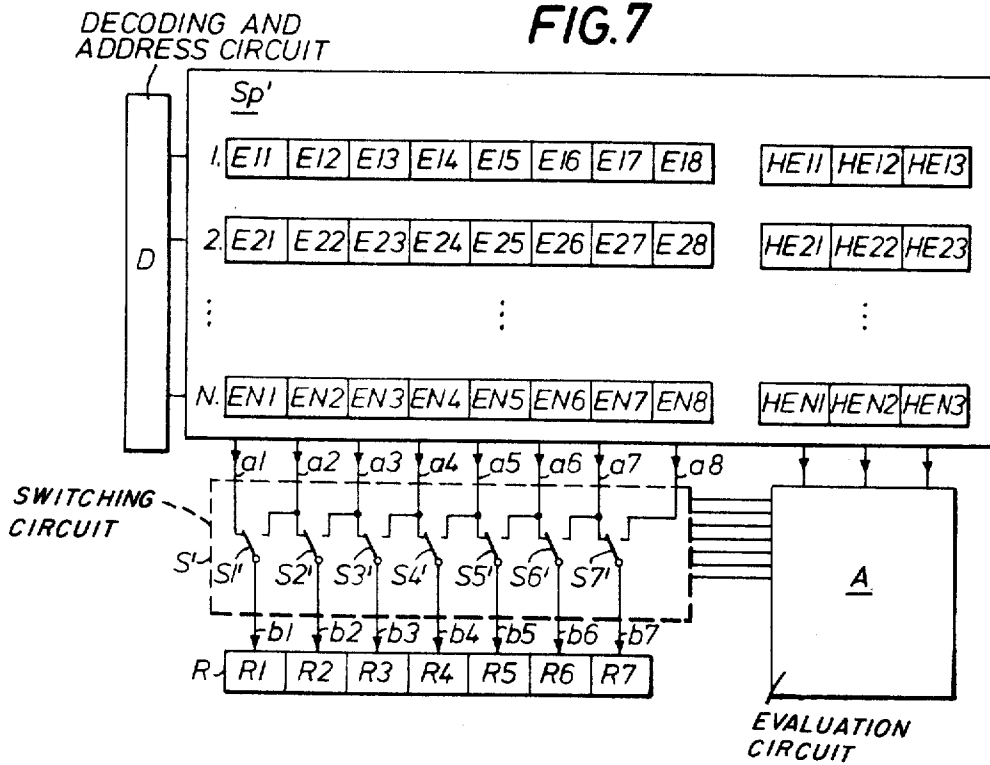 FIG.7
DECODING AND
ADDRESS CIRCUIT
Sp'
D
1. E11 E12 E13 E14 E15 E16 E17 E18 HE11 HE12 HE13
2. E21 E22 E23 E24 E25 E26 E27 E28 HE21 HE22 HE23
N. EN1 EN2 EN3 EN4 EN5 EN6 EN7 EN8 HEN1 HEN2 HEN3
a1 a2 a3 a4 a5 a6 a7 a8
SWITCHING
CIRCUIT
S' S1' S2' S3' S4' S5' S6' S7'
A
b1 b2 b3 b4 b5 b6 b7
R R1 R2 R3 R4 R5 R6 R7
EVALUATION
CIRCUIT